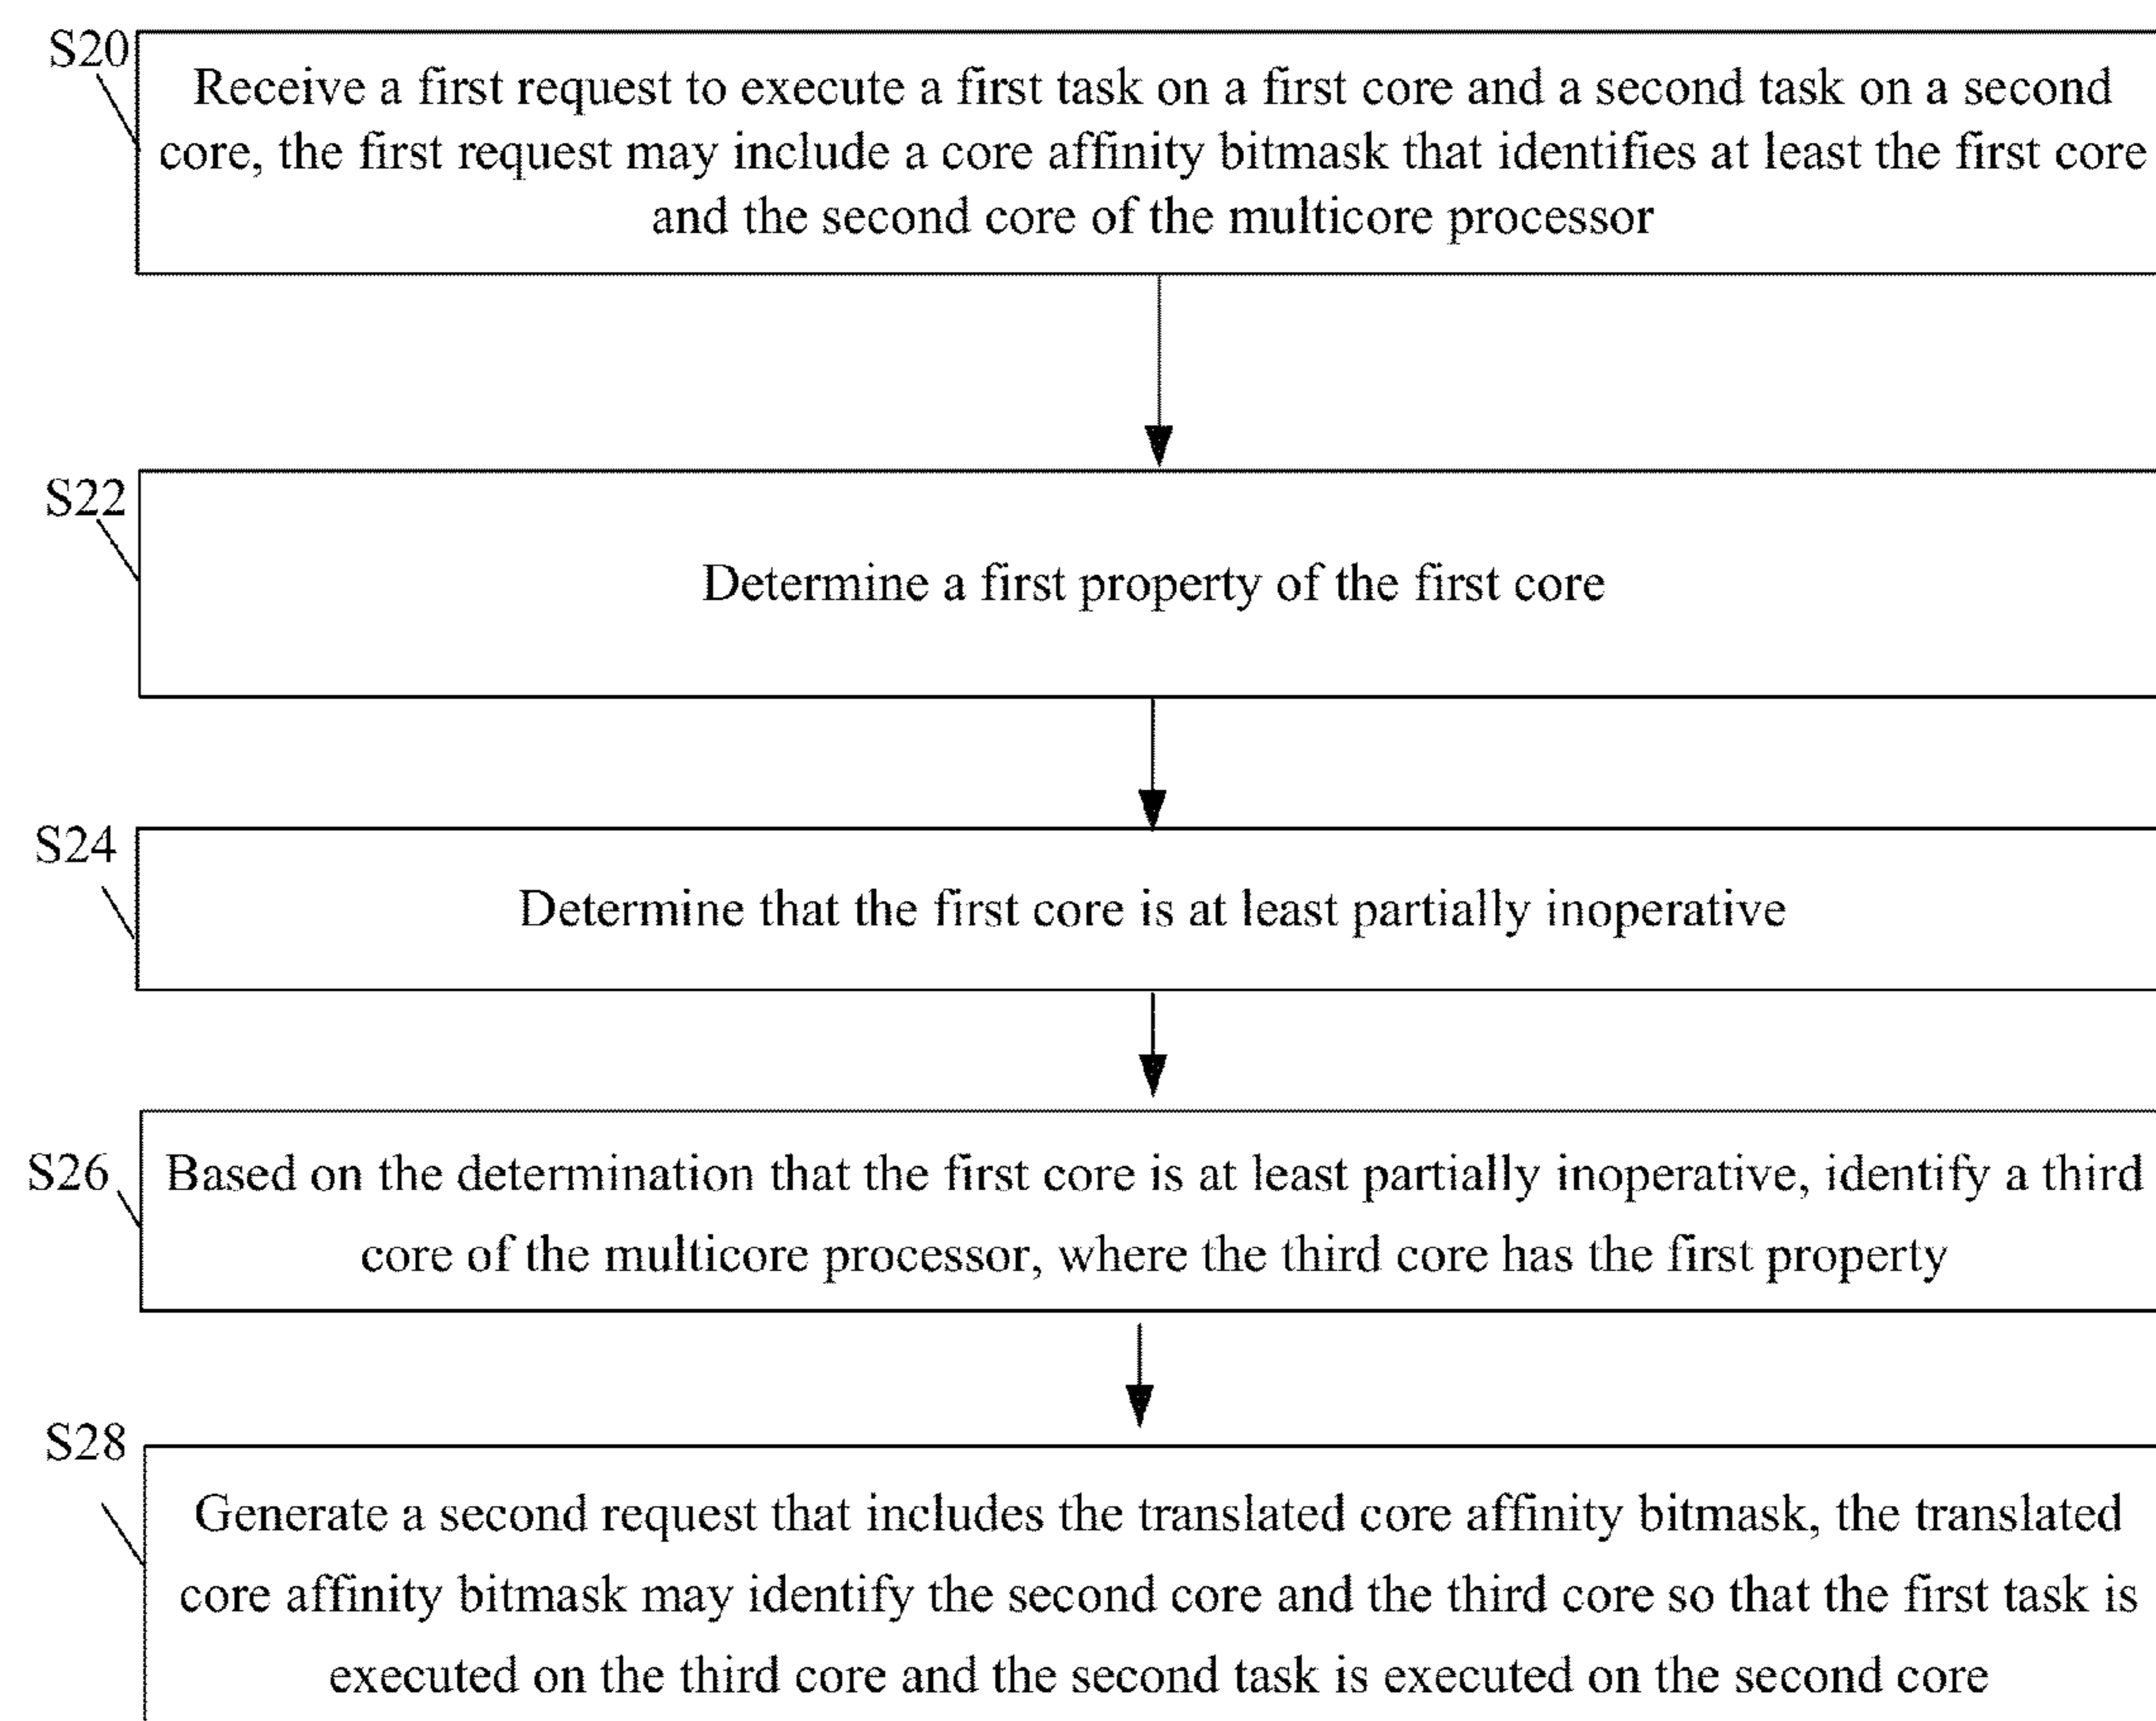 S20
Receive a first request to execute a first task on a first core and a second task on a second
core, the first request may include a core affinity bitmask that identifies at least the first core
and the second core of the multicore processor
S22
Determine a first property of the first core
S24
Determine that the first core is at least partially inoperative
S26
Based on the determination that the first core is at least partially inoperative, identify a third
core of the multicore processor, where the third core has the first property
S28
Generate a second request that includes the translated core affinity bitmask, the translated
core affinity bitmask may identify the second core and the third core so that the first task is
executed on the third core and the second task is executed on the second core